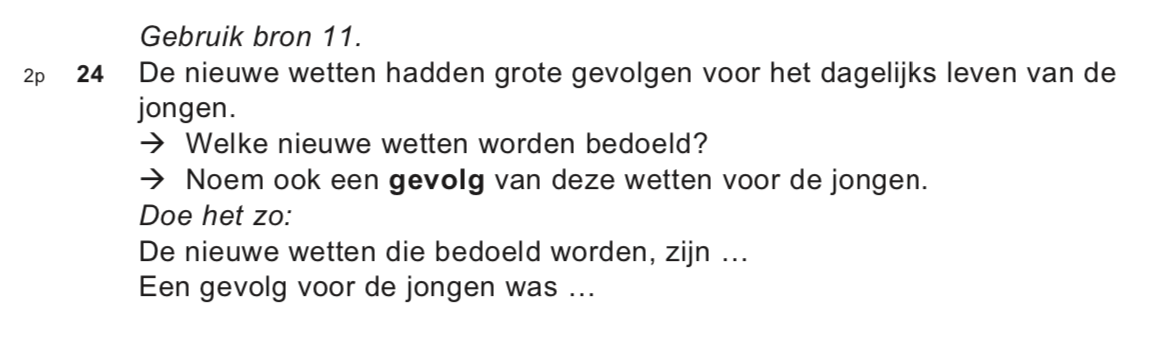 Gebruik bron 11.
2p 24 De nieuwe wetten hadden grote gevolgen voor het dagelijks leven van de
jongen.
→ Welke nieuwe wetten worden bedoeld?
→ Noem ook een gevolg van deze wetten voor de jongen.
Doe het zo:
De nieuwe wetten die bedoeld worden, zijn …
Een gevolg voor de jongen was …